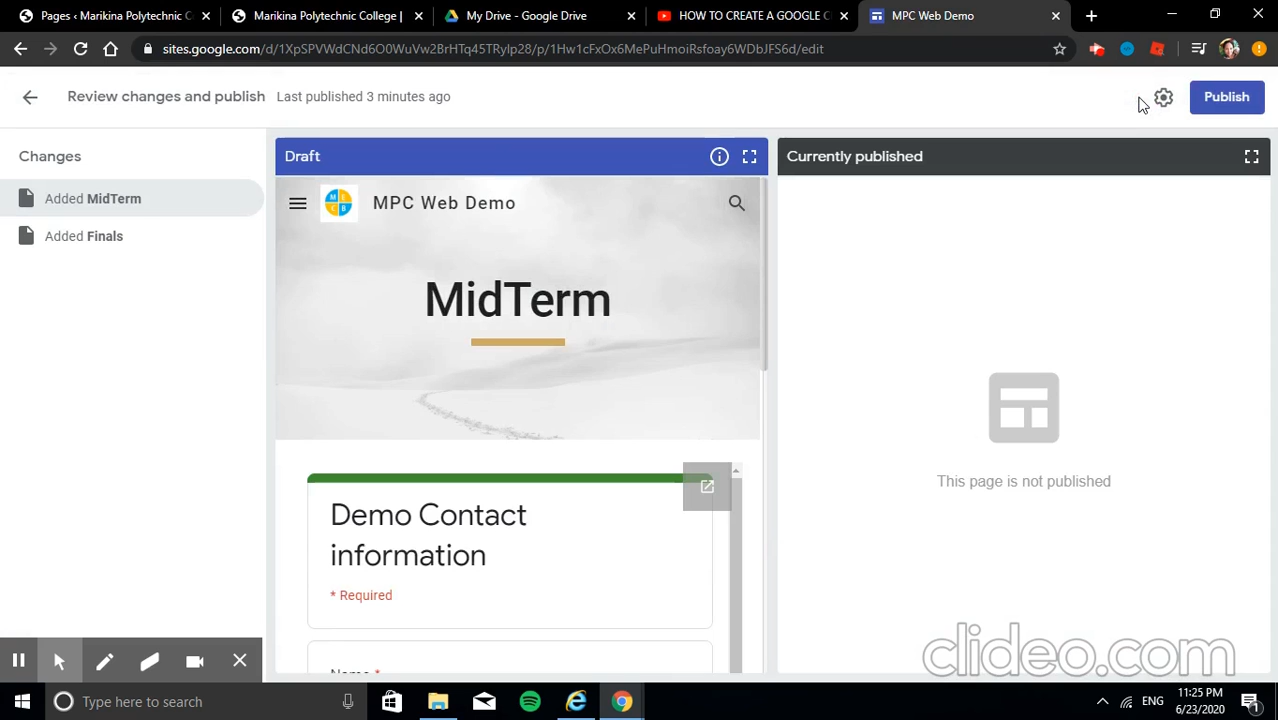 Pages ‹ Marikina Polytechnic C
Marikina Polytechnic College |
My Drive - Google Drive
HOW TO CREATE A GOOGLE C
MPC Web Demo
sites.google.com/d/1XpSPVWdCNd6O0WuVw2BrHTq45TRylp28/p/1Hw1cFxOx6MePuHmoiRsfoay6WDbJFS6d/edit
Review changes and publish Last published 3 minutes ago
Publish
Changes
Added MidTerm
Added Finals
Draft
MPC Web Demo
MidTerm
Demo Contact
information
* Required
Name *
Currently published
This page is not published
clideo.com
Type here to search
ENG
11:25 PM
6/23/2020
1